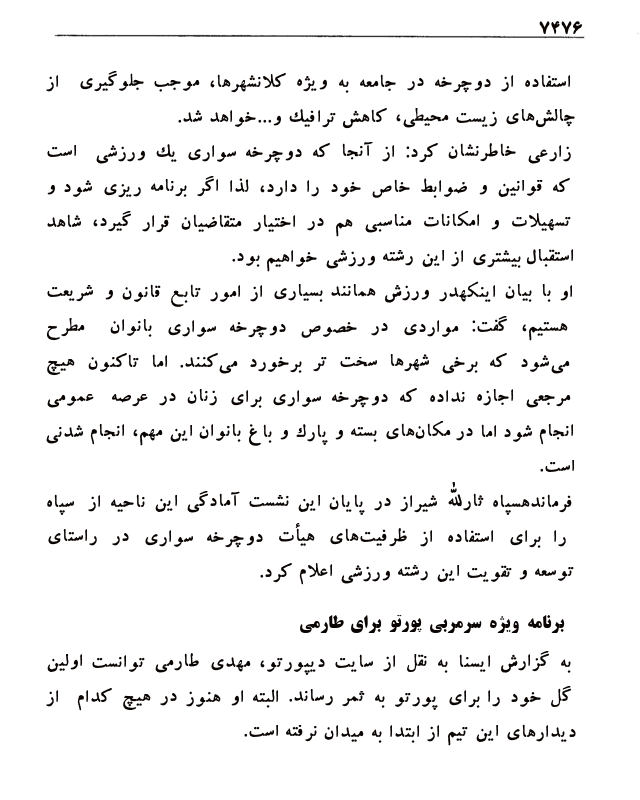 ۷۴۷۶
استفاده از دوچرخه در جامعه به ویژه کلانشهرها، موجب جلوگیری از
چالش‌های زیست محیطی، کاهش ترافیك و...خواهد شد.
زارعی خاطرنشان کرد: از آنجا که دوچرخه سواری یك ورزشی است
که قوانین و ضوابط خاص خود را دارد، لذا اگر برنامه ریزی شود و
تسهیلات و امکانات مناسبی هم در اختیار متقاضیان قرار گیرد، شاهد
استقبال بیشتری از این رشته ورزشی خواهیم بود.
او با بیان اینکهدر ورزش همانند بسیاری از امور تابع قانون و شریعت
هستیم، گفت: مواردی در خصوص دوچرخه سواری بانوان مطرح
می‌شود که برخی شهرها سخت تر برخورد می‌کنند. اما تاکنون هیچ
مرجعی اجازه نداده که دوچرخه سواری برای زنان در عرصه عمومی
انجام شود اما در مکان‌های بسته و پارك و باغ بانوان این مهم، انجام شدنی
است.
فرماندهسپاه ثارلله شیراز در پایان این نشست آمادگی این ناحیه از سپاه
را برای استفاده از ظرفیت‌های هیأت دوچرخه سواری در راستای
توسعه و تقویت این رشته ورزشی اعلام کرد.
برنامه ویژه سرمربی پورتو برای طارمی
به گزارش ایسنا به نقل از سایت دیپورتو، مهدی طارمی توانست اولین
گل خود را برای پورتو به ثمر رساند. البته او هنوز در هیچ کدام از
دیدارهای این تیم از ابتدا به میدان نرفته است.